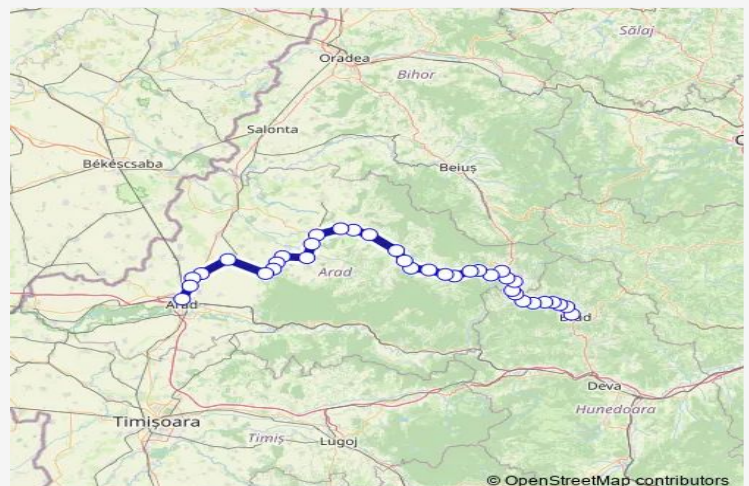 Sălaj
Oradea
Bihor
Salonta
C
Békéscsaba
Beiuș
Arad
Arad
Brad
Deva
Hunedoara
Timișoara
Timiș
Lugoj
© OpenStreetMap contributors